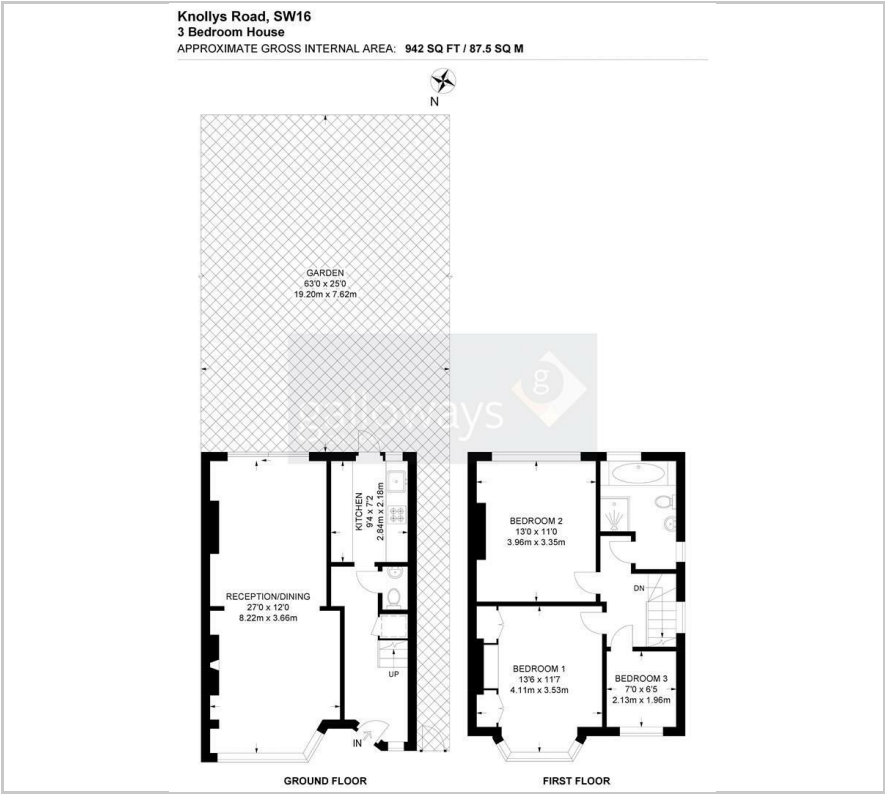 Knollys Road, SW16
3 Bedroom House
APPROXIMATE GROSS INTERNAL AREA: 942 SQ FT / 87.5 SQ M
N
GARDEN
63'0 x 25'0
19.20m x 7.62m
galloways
g
KITCHEN
9'4 x 7'2
2.84m x 2.18m
RECEPTION/DINING
27'0 x 12'0
8.22m x 3.66m
UP
IN
BEDROOM 2
13'0 x 11'0
3.96m x 3.35m
DN
BEDROOM 1
13'6 x 11'7
4.11m x 3.53m
BEDROOM 3
7'0 x 6'5
2.13m x 1.96m
GROUND FLOOR
FIRST FLOOR